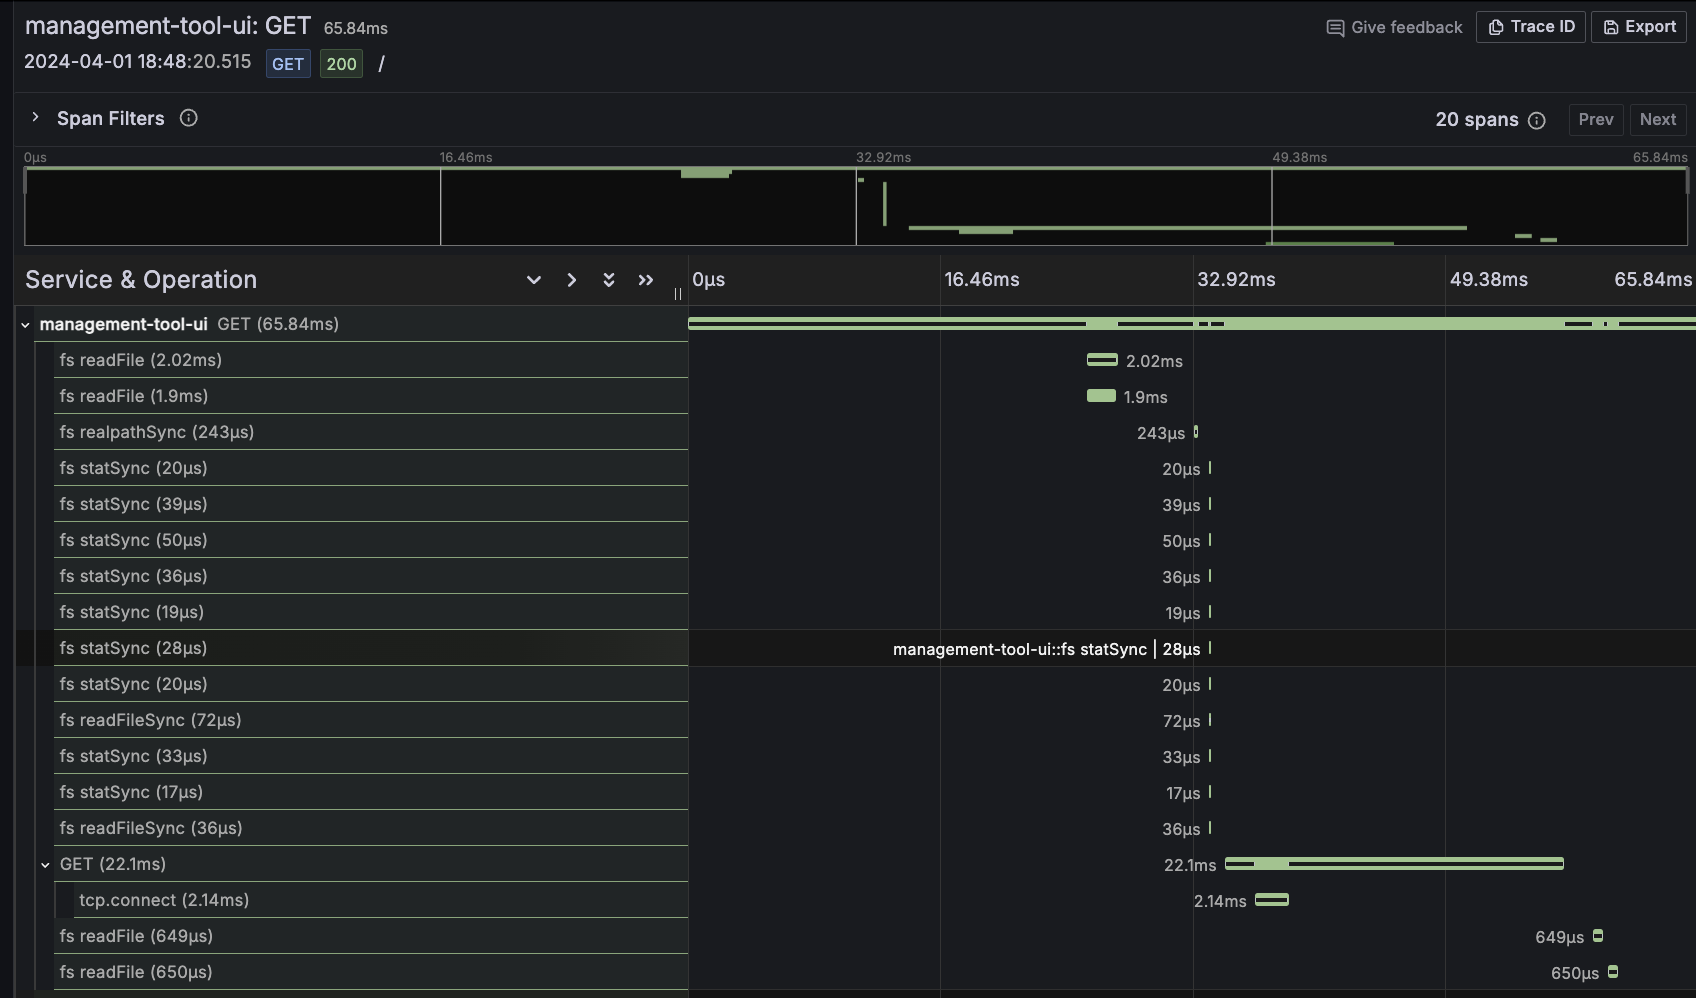 management-tool-ui: GET 65.84ms
Give feedback Trace ID Export
2024-04-01 18:48:20.515 GET 200 /
Span Filters
20 spans Prev Next
0μs 16.46ms 32.92ms 49.38ms 65.84ms
Service & Operation 0μs 16.46ms 32.92ms 49.38ms 65.84ms
management-tool-ui GET (65.84ms)
fs readFile (2.02ms) 2.02ms
fs readFile (1.9ms) 1.9ms
fs realpathSync (243μs) 243μs
fs statSync (20μs) 20μs
fs statSync (39μs) 39μs
fs statSync (50μs) 50μs
fs statSync (36μs) 36μs
fs statSync (19μs) 19μs
fs statSync (28μs) management-tool-ui::fs statSync | 28μs
fs statSync (20μs) 20μs
fs readFileSync (72μs) 72μs
fs statSync (33μs) 33μs
fs statSync (17μs) 17μs
fs readFileSync (36μs) 36μs
GET (22.1ms) 22.1ms
tcp.connect (2.14ms) 2.14ms
fs readFile (649μs) 649μs
fs readFile (650μs) 650μs